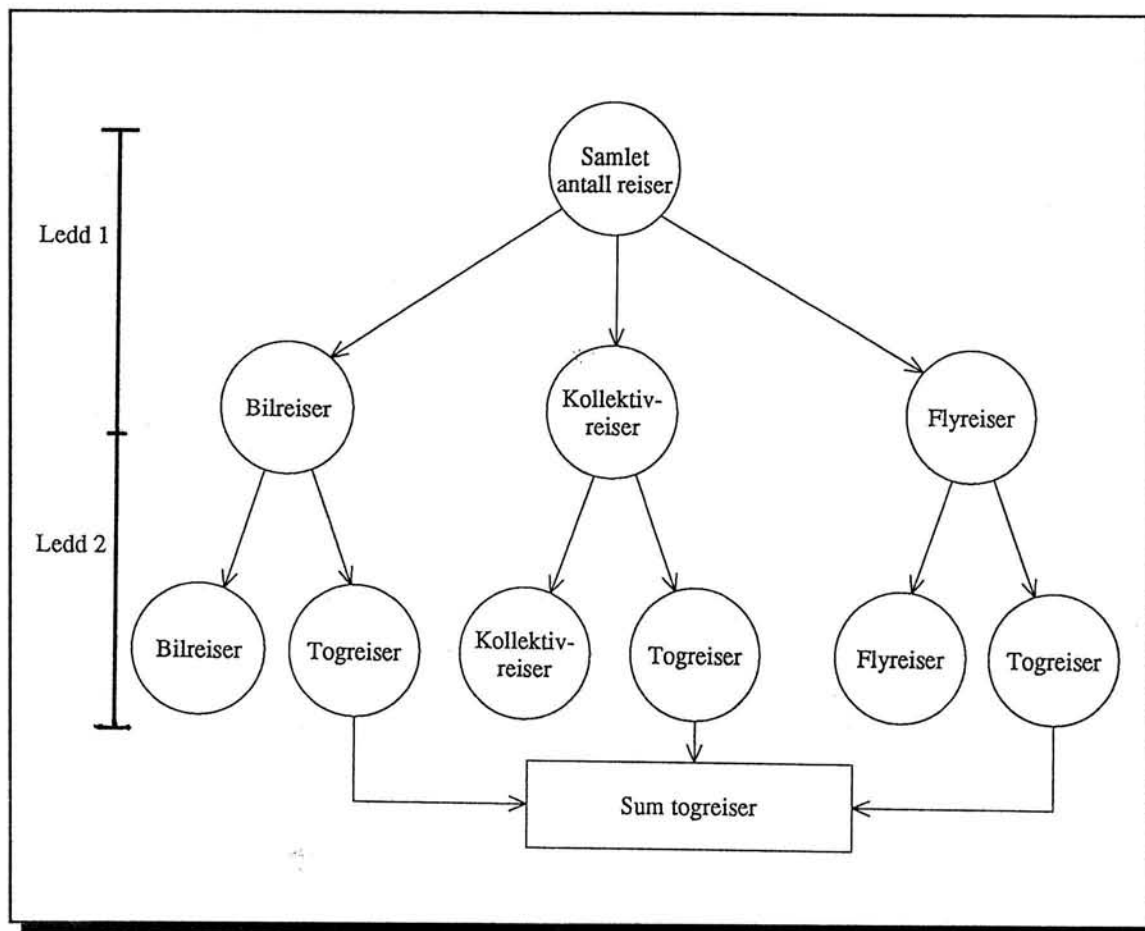 Samlet
antall reiser
Ledd 1
Bilreiser
Kollektiv-
reiser
Flyreiser
Ledd 2
Bilreiser
Togreiser
Kollektiv-
reiser
Togreiser
Flyreiser
Togreiser
Sum togreiser